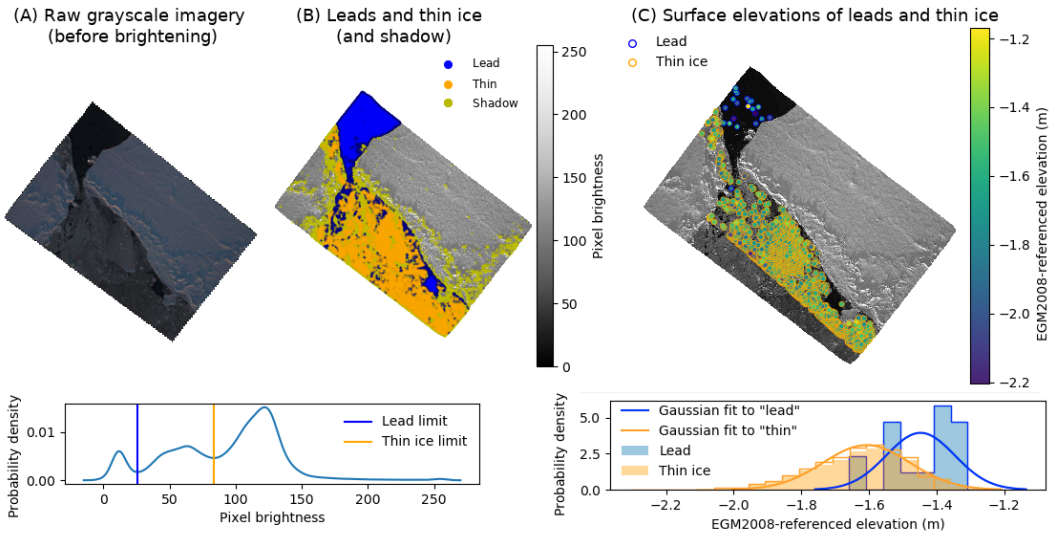 (A) Raw grayscale imagery
(before brightening)
(B) Leads and thin ice
(and shadow)
Lead
Thin
Shadow
250
200
150
100
50
0
Pixel brightness
(C) Surface elevations of leads and thin ice
Lead
Thin ice
−1.2
−1.4
−1.6
−1.8
−2.0
−2.2
EGM2008-referenced elevation (m)
Probability density
0.01
0.00
Lead limit
Thin ice limit
0 50 100 150 200 250
Pixel brightness
Probability density
5.0
2.5
0.0
Gaussian fit to "lead"
Gaussian fit to "thin"
Lead
Thin ice
−2.2 −2.0 −1.8 −1.6 −1.4 −1.2
EGM2008-referenced elevation (m)